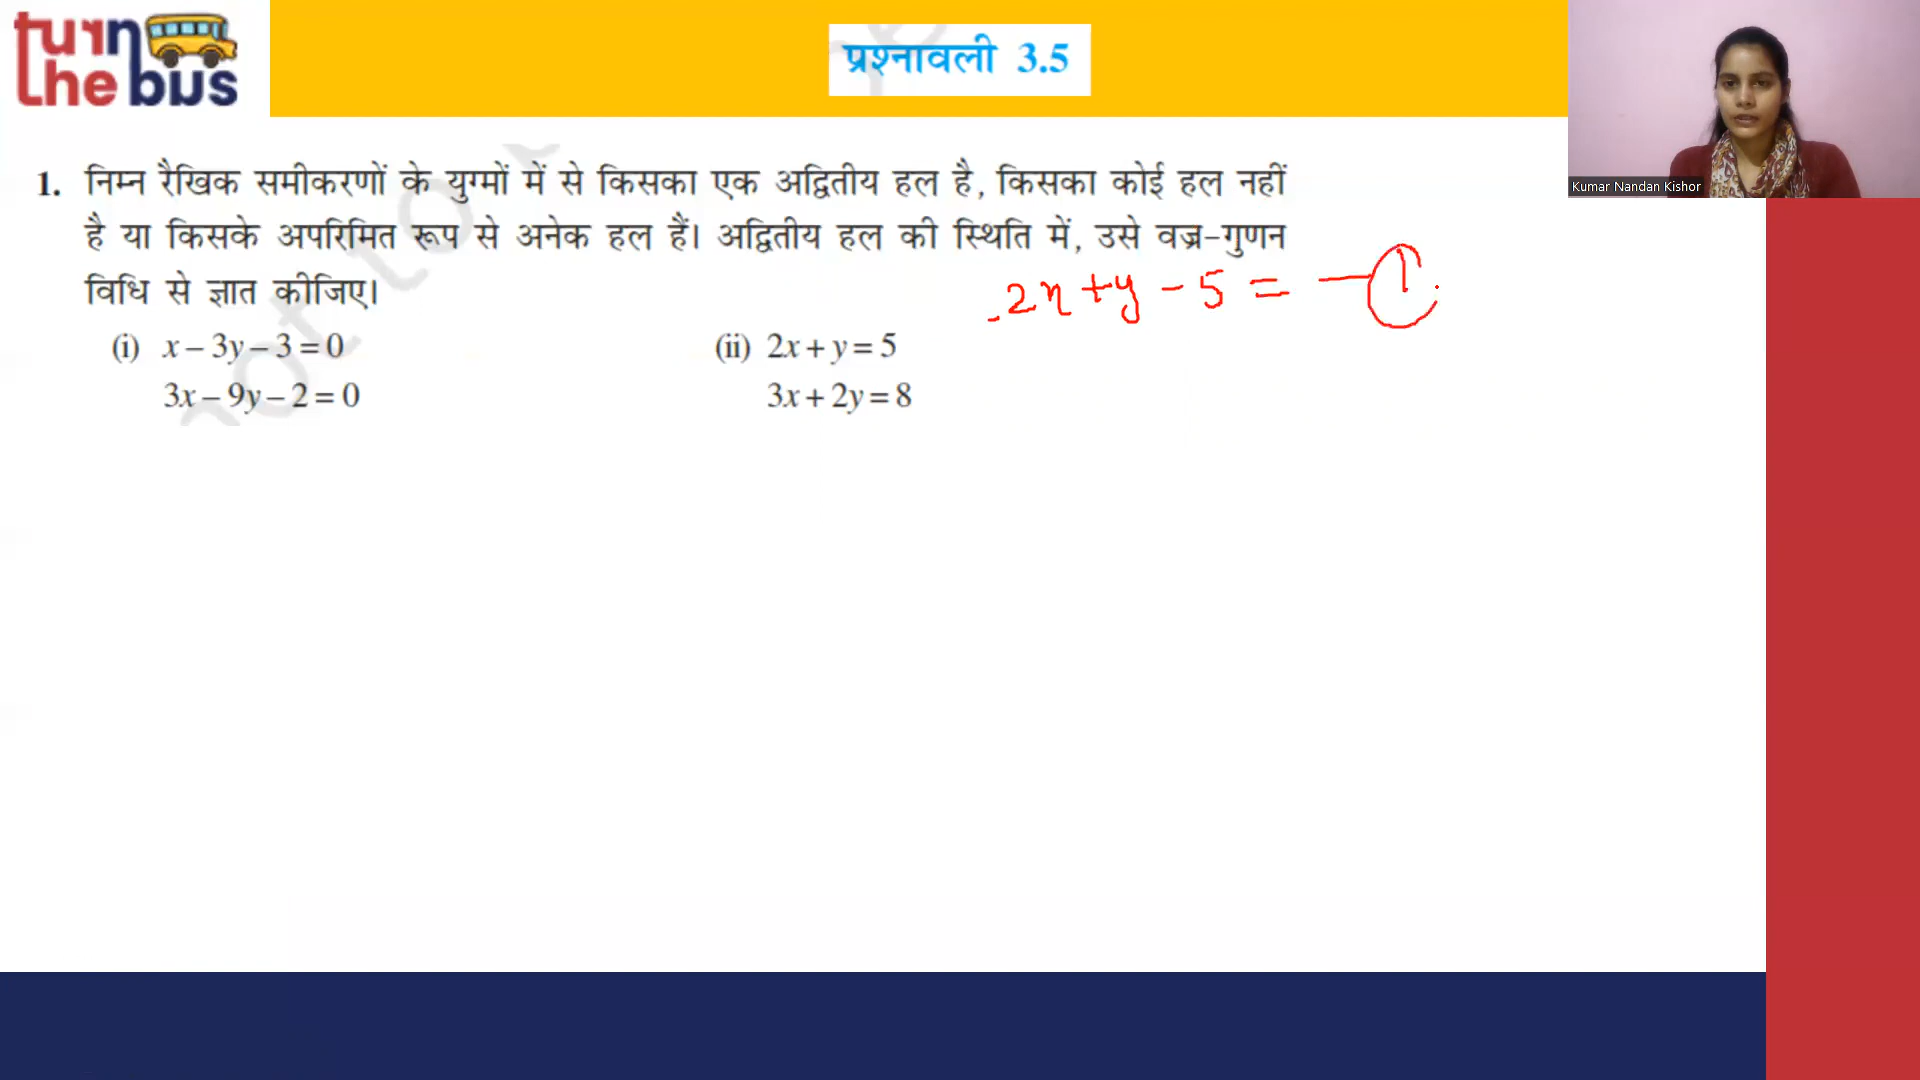 turn
the bus
प्रश्नावली 3.5
Kumar Nandan Kishor
1. निम्न रैखिक समीकरणों के युग्मों में से किसका एक अद्वितीय हल है, किसका कोई हल नहीं
है या किसके अपरिमित रूप से अनेक हल हैं। अद्वितीय हल की स्थिति में, उसे वज्र-गुणन
विधि से ज्ञात कीजिए।
2x + y - 5 = — 1
(i) x – 3y – 3 = 0
(ii) 2x + y = 5
3x – 9y – 2 = 0
3x + 2y = 8
not to